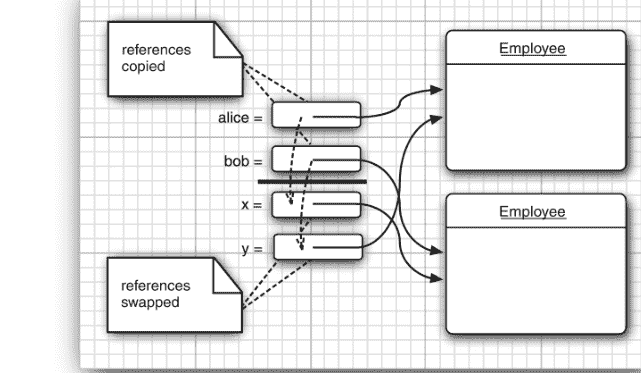 references
copied
Employee
alice =
bob =
x =
y =
Employee
references
swapped